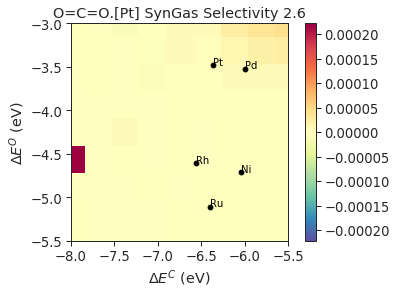 O=C=O.[Pt] SynGas Selectivity 2.6
−3.0
−3.5
−4.0
−4.5
−5.0
−5.5
ΔE^O (eV)
Pt
Pd
Rh
Ni
Ru
−8.0 −7.5 −7.0 −6.5 −6.0 −5.5
ΔE^C (eV)
0.00020
0.00015
0.00010
0.00005
0.00000
−0.00005
−0.00010
−0.00015
−0.00020